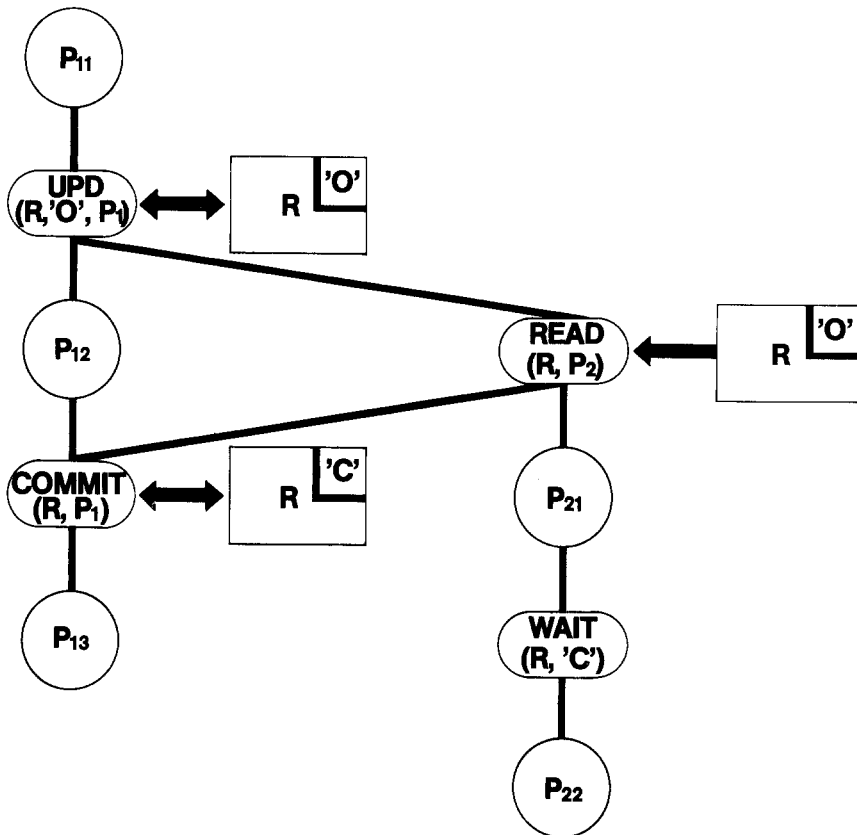 P₁₁
UPD
(R,'O', P₁)
R
'O'
P₁₂
READ
(R, P₂)
R
'O'
COMMIT
(R, P₁)
R
'C'
P₂₁
P₁₃
WAIT
(R, 'C')
P₂₂